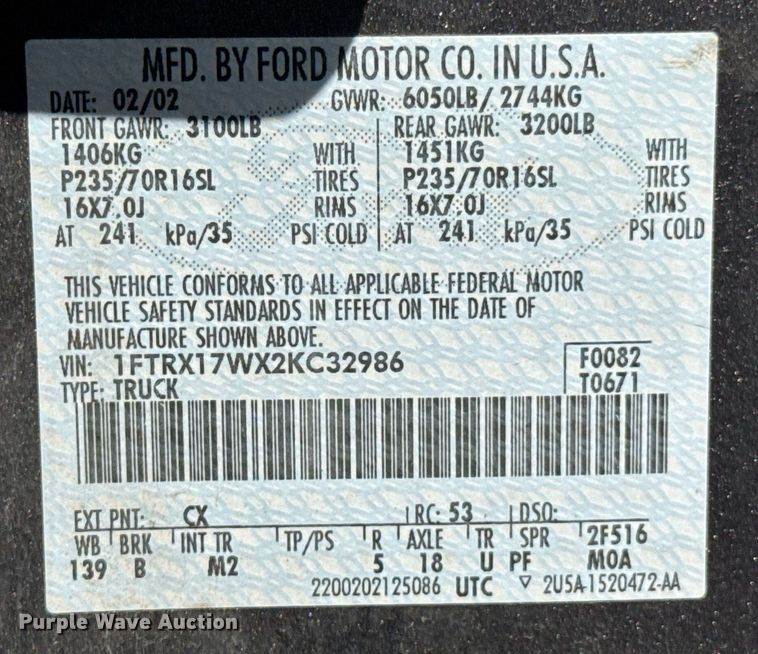 MFD. BY FORD MOTOR CO. IN U.S.A.
DATE: 02/02 GVWR: 6050LB/ 2744KG
FRONT GAWR: 3100LB REAR GAWR: 3200LB
1406KG WITH 1451KG WITH
P235/70R16SL TIRES P235/70R16SL TIRES
16X7.0J RIMS 16X7.0J RIMS
AT 241 kPa/35 PSI COLD AT 241 kPa/35 PSI COLD
THIS VEHICLE CONFORMS TO ALL APPLICABLE FEDERAL MOTOR
VEHICLE SAFETY STANDARDS IN EFFECT ON THE DATE OF
MANUFACTURE SHOWN ABOVE.
VIN: 1FTRX17WX2KC32986 F0082
TYPE: TRUCK T0671
EXT PNT: CX RC: 53 DSO:
WB BRK INT TR TP/PS R AXLE TR SPR 2F516
139 B M2 5 18 U PF M0A
2200202125086 UTC ▽ 2U5A-1520472-AA
Purple Wave Auction